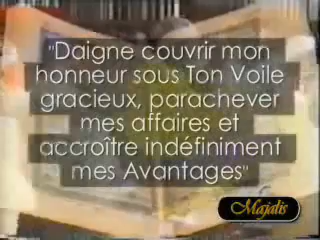 "Daigne couvrir mon
honneur sous Ton Voile
gracieux, parachever
mes affaires et
accroître indéfiniment
mes Avantages"
Majalis